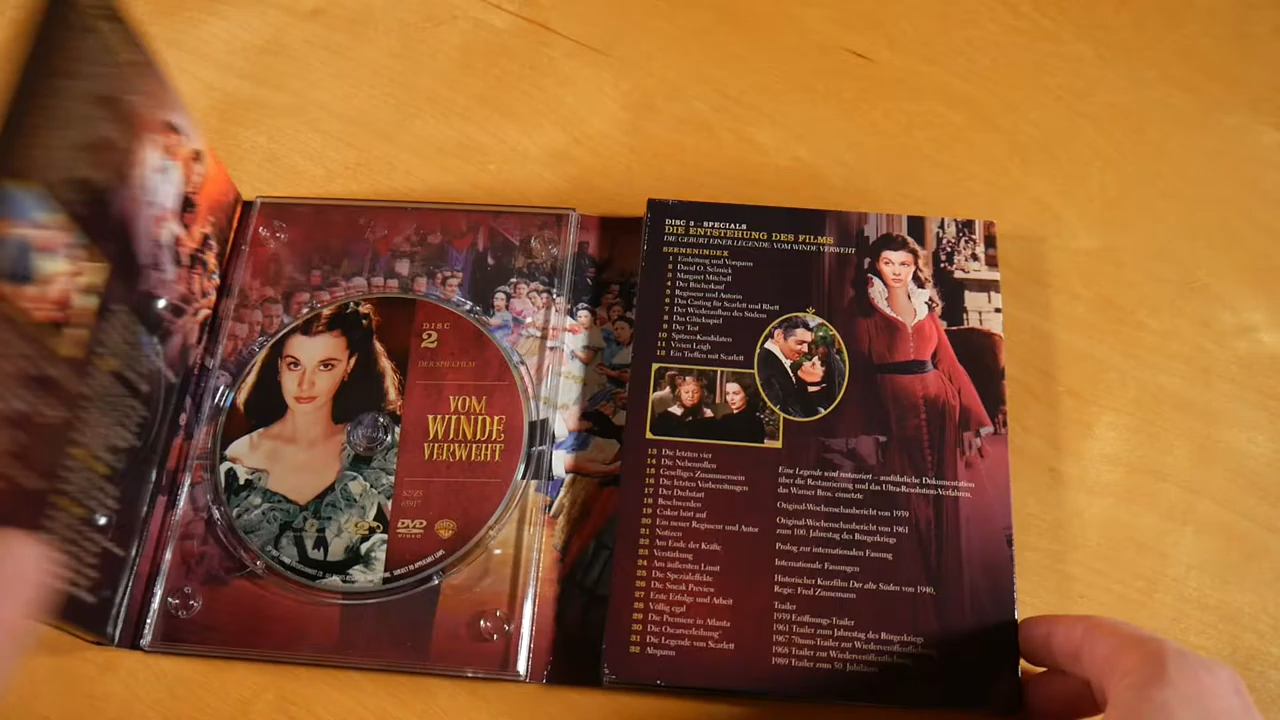 DISC
2
DER SPIELFILM
VOM
WINDE
VERWEHT
2
DVD
VIDEO
DISC 3 – SPECIALS
DIE ENTSTEHUNG DES FILMS
DIE GEBURT EINER LEGENDE: VOM WINDE VERWEHT
SZENENINDEX
1 Einleitung und Vorspann
2 David O. Selznick
3 Margaret Mitchell
4 Der Bücherkauf
5 Regisseur und Autorin
6 Das Casting für Scarlett und Rhett
7 Der Wiederaufbau des Südens
8 Das Glücksspiel
9 Der Test
10 Spitzen-Kandidaten
11 Vivien Leigh
12 Ein Treffen mit Scarlett
13 Die letzten vier
14 Die Nebenrollen
15 Geselliges Zusammensein
16 Die letzten Vorbereitungen
17 Der Drehstart
18 Beschwerden
19 Cukor hört auf
20 Ein neuer Regisseur und Autor
21 Notizen
22 Am Ende der Kräfte
23 Verstärkung
24 Am äußersten Limit
25 Die Spezialeffekte
26 Die Sneak Preview
27 Erste Erfolge und Arbeit
28 Völlig egal
29 Die Premiere in Atlanta
30 Die Oscarverleihung
31 Die Legende von Scarlett
32 Abspann
Eine Legende wird restauriert – ausführliche Dokumentation
über die Restaurierung und das Ultra-Resolution-Verfahren,
das Warner Bros. einsetzte
Original-Wochenschaubericht von 1939
Original-Wochenschaubericht von 1961
zum 100. Jahrestag des Bürgerkriegs
Prolog zur internationalen Fassung
Internationale Fassungen
Historischer Kurzfilm Der alte Süden von 1940,
Regie: Fred Zinnemann
Trailer
1939 Eröffnungs-Trailer
1961 Trailer zum Jahrestag des Bürgerkriegs
1967 70mm-Trailer zur Wiederveröffentlichung
1968 Trailer zur Wiederveröffentlichung
1989 Trailer zum 50. Jubiläum